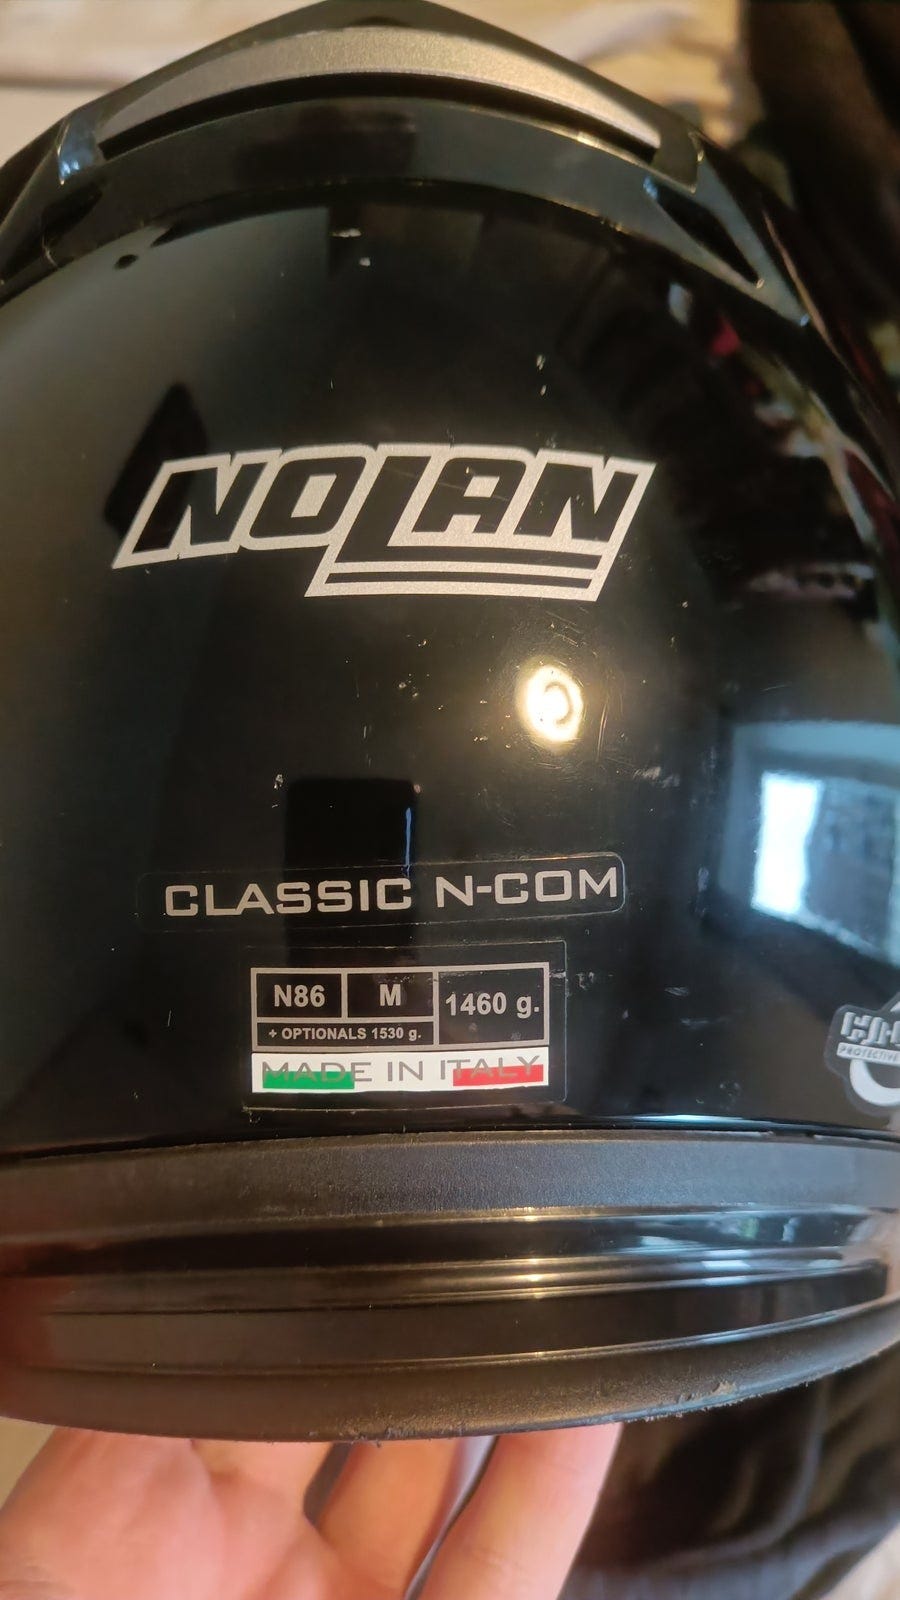 NOLAN
CLASSIC N-COM
N86 M 1460 g.
+ OPTIONALS 1530 g.
MADE IN ITALY